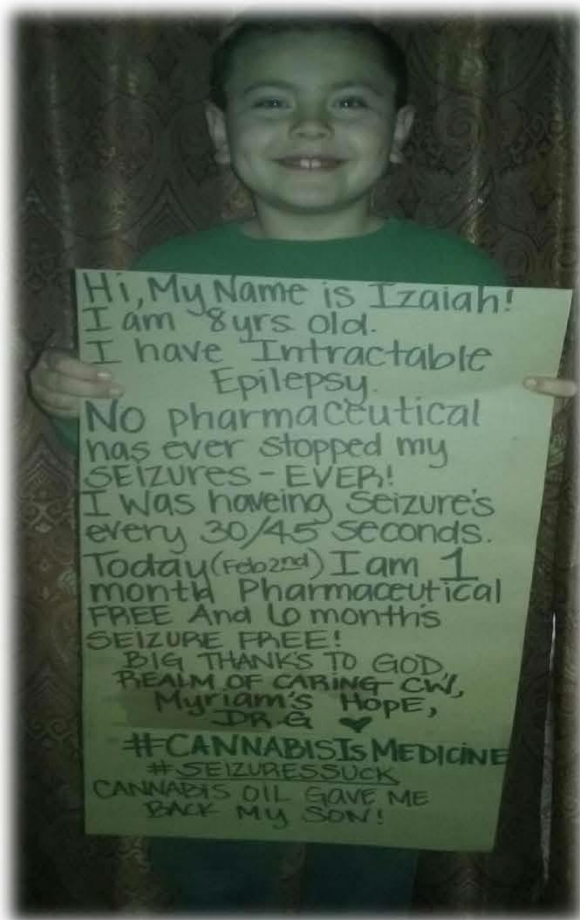 Hi, My Name is Izaiah!
I am 8yrs old.
I have Intractable
Epilepsy.
NO pharmaceutical
has ever stopped my
SEIZURES - EVER!
I Was haveing Seizure's
every 30/45 seconds.
Today (Feb 2nd) I am 1
month Pharmaceutical
FREE And 6 months
SEIZURE FREE!
BIG THANKS TO GOD,
REALM OF CARING CW,
Myriam's HOPE,
DR.G ♥
#CANNABISIsMEDICINE
#SEIZURESSUCK
CANNABIS OIL GAVE ME
BACK MY SON!